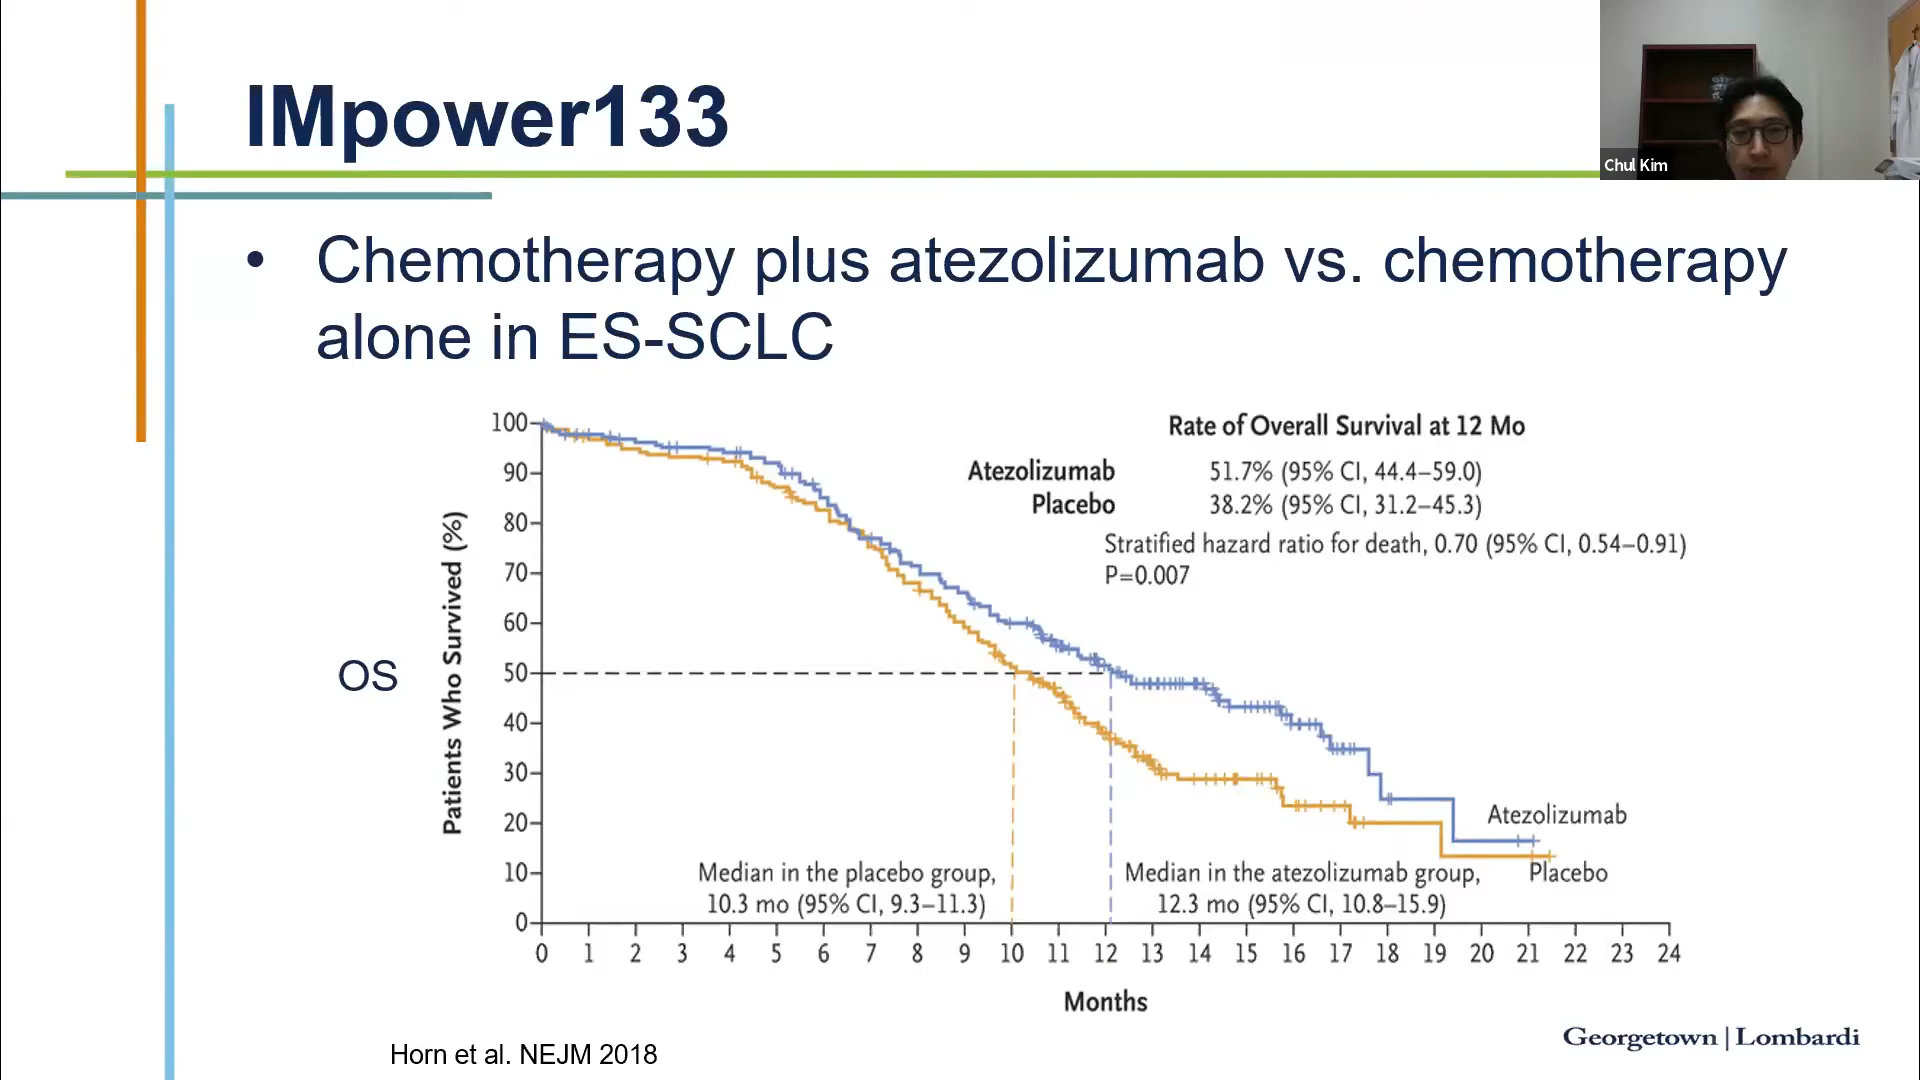 IMpower133
Chul Kim
• Chemotherapy plus atezolizumab vs. chemotherapy
alone in ES-SCLC
OS
Patients Who Survived (%)
100
90
80
70
60
50
40
30
20
10
0
Rate of Overall Survival at 12 Mo
Atezolizumab 51.7% (95% CI, 44.4–59.0)
Placebo 38.2% (95% CI, 31.2–45.3)
Stratified hazard ratio for death, 0.70 (95% CI, 0.54–0.91)
P=0.007
Atezolizumab
Placebo
Median in the placebo group,
10.3 mo (95% CI, 9.3–11.3)
Median in the atezolizumab group,
12.3 mo (95% CI, 10.8–15.9)
0 1 2 3 4 5 6 7 8 9 10 11 12 13 14 15 16 17 18 19 20 21 22 23 24
Months
Horn et al. NEJM 2018
Georgetown | Lombardi